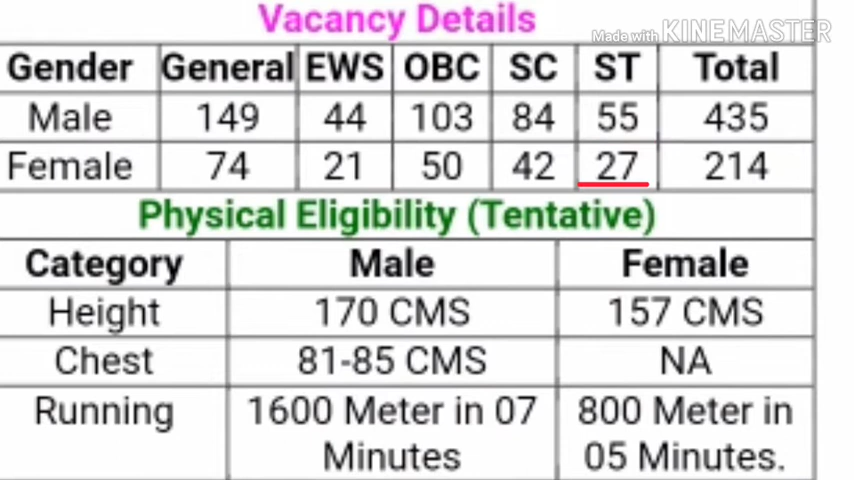 Vacancy Details
Made with KINEMASTER
Gender General EWS OBC SC ST Total
Male 149 44 103 84 55 435
Female 74 21 50 42 27 214
Physical Eligibility (Tentative)
Category Male Female
Height 170 CMS 157 CMS
Chest 81-85 CMS NA
Running 1600 Meter in 07 Minutes 800 Meter in 05 Minutes.